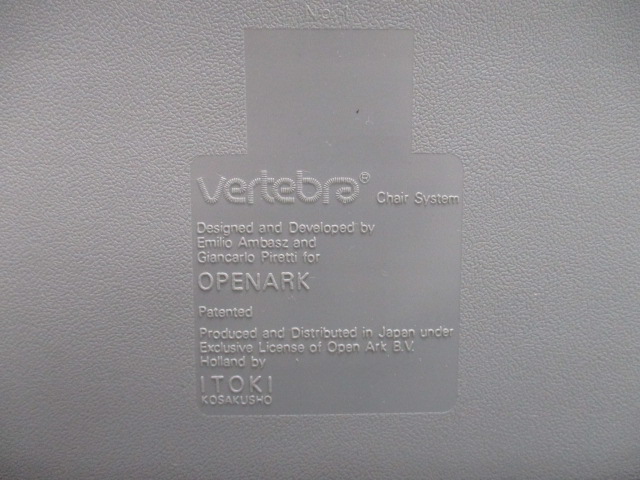 vertebra® Chair System
Designed and Developed by
Emilio Ambasz and
Giancarlo Piretti for
OPENARK
Patented
Produced and Distributed in Japan under
Exclusive License of Open Ark B.V.
Holland by
ITOKI
KOSAKUSHO